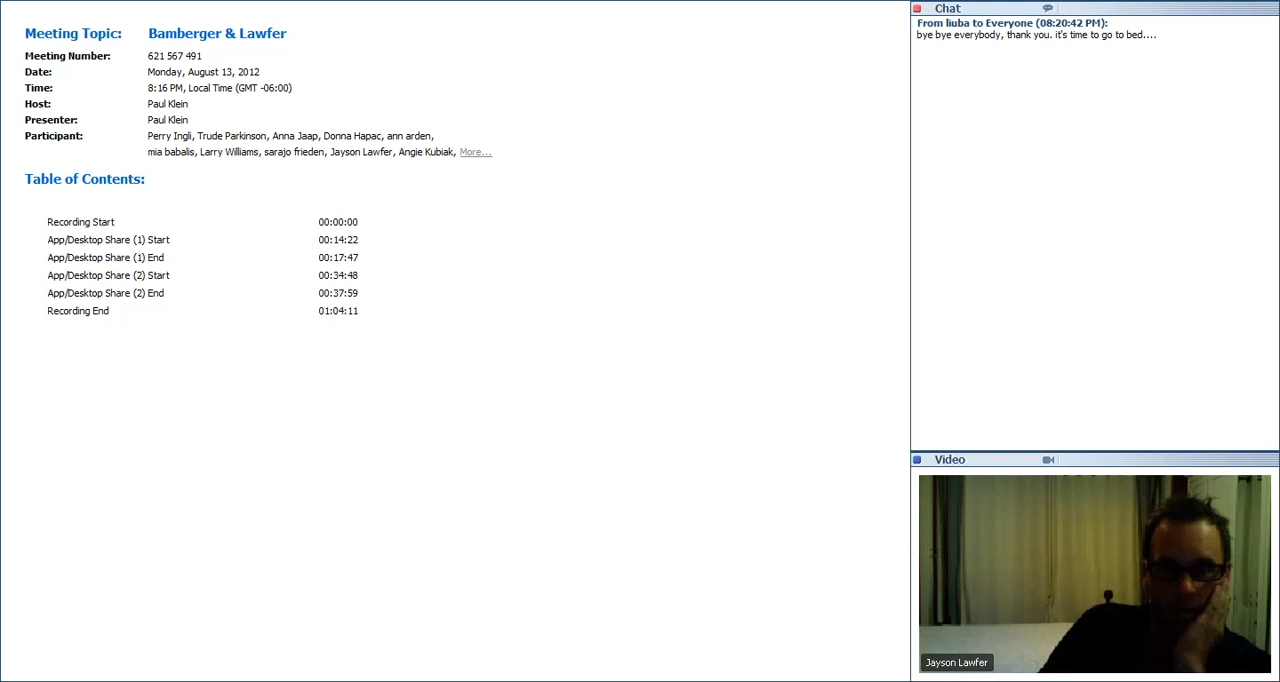 Meeting Topic: Bamberger & Lawfer
Meeting Number: 621 567 491
Date: Monday, August 13, 2012
Time: 8:16 PM, Local Time (GMT -06:00)
Host: Paul Klein
Presenter: Paul Klein
Participant: Perry Ingli, Trude Parkinson, Anna Jaap, Donna Hapac, ann arden,
mia babalis, Larry Williams, sarajo frieden, Jayson Lawfer, Angie Kubiak, More...
Table of Contents:
Recording Start 00:00:00
App/Desktop Share (1) Start 00:14:22
App/Desktop Share (1) End 00:17:47
App/Desktop Share (2) Start 00:34:48
App/Desktop Share (2) End 00:37:59
Recording End 01:04:11
Chat
From liuba to Everyone (08:20:42 PM):
bye bye everybody, thank you. it's time to go to bed....
Video
Jayson Lawfer